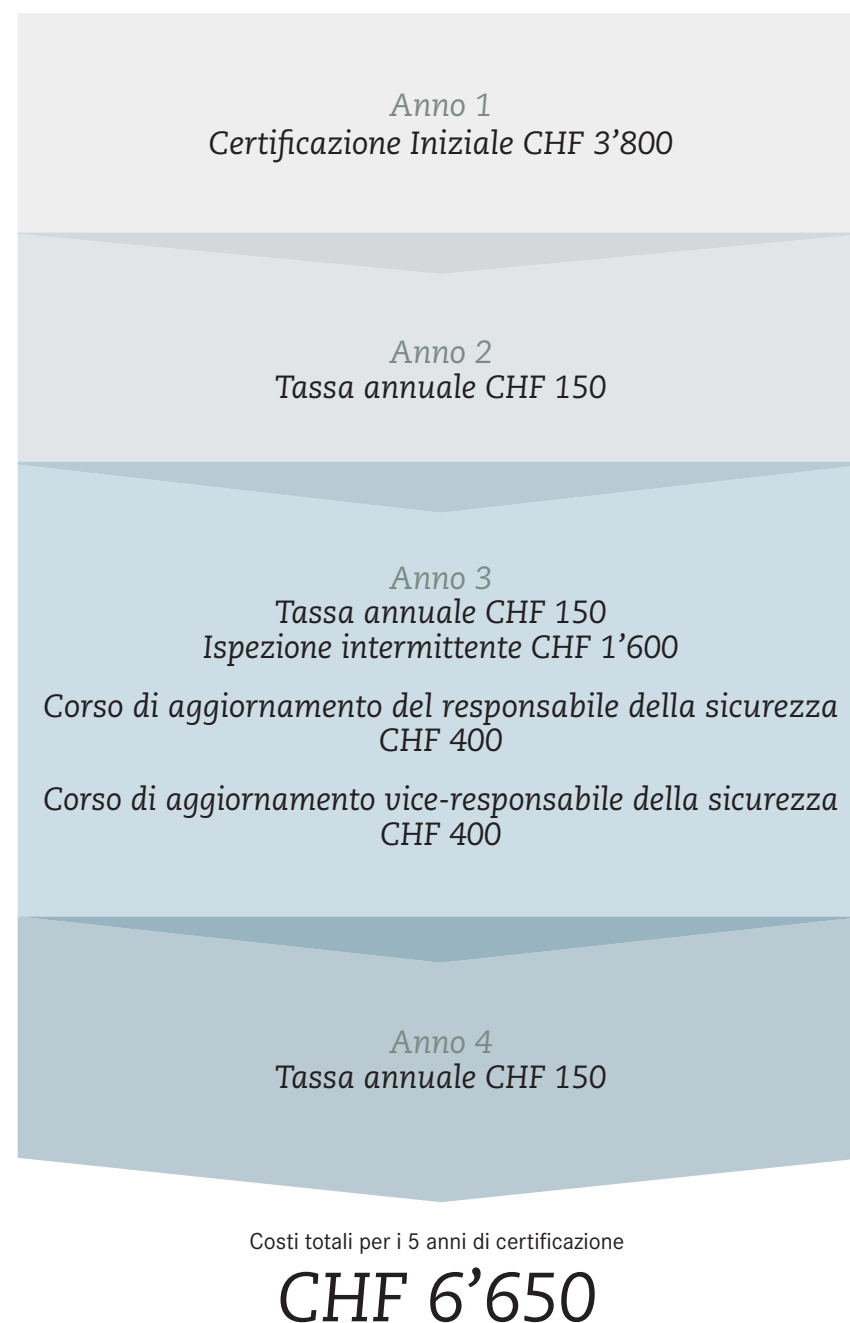 Anno 1
Certificazione Iniziale CHF 3’800
Anno 2
Tassa annuale CHF 150
Anno 3
Tassa annuale CHF 150
Ispezione intermittente CHF 1’600
Corso di aggiornamento del responsabile della sicurezza
CHF 400
Corso di aggiornamento vice-responsabile della sicurezza
CHF 400
Anno 4
Tassa annuale CHF 150
Costi totali per i 5 anni di certificazione
CHF 6’650